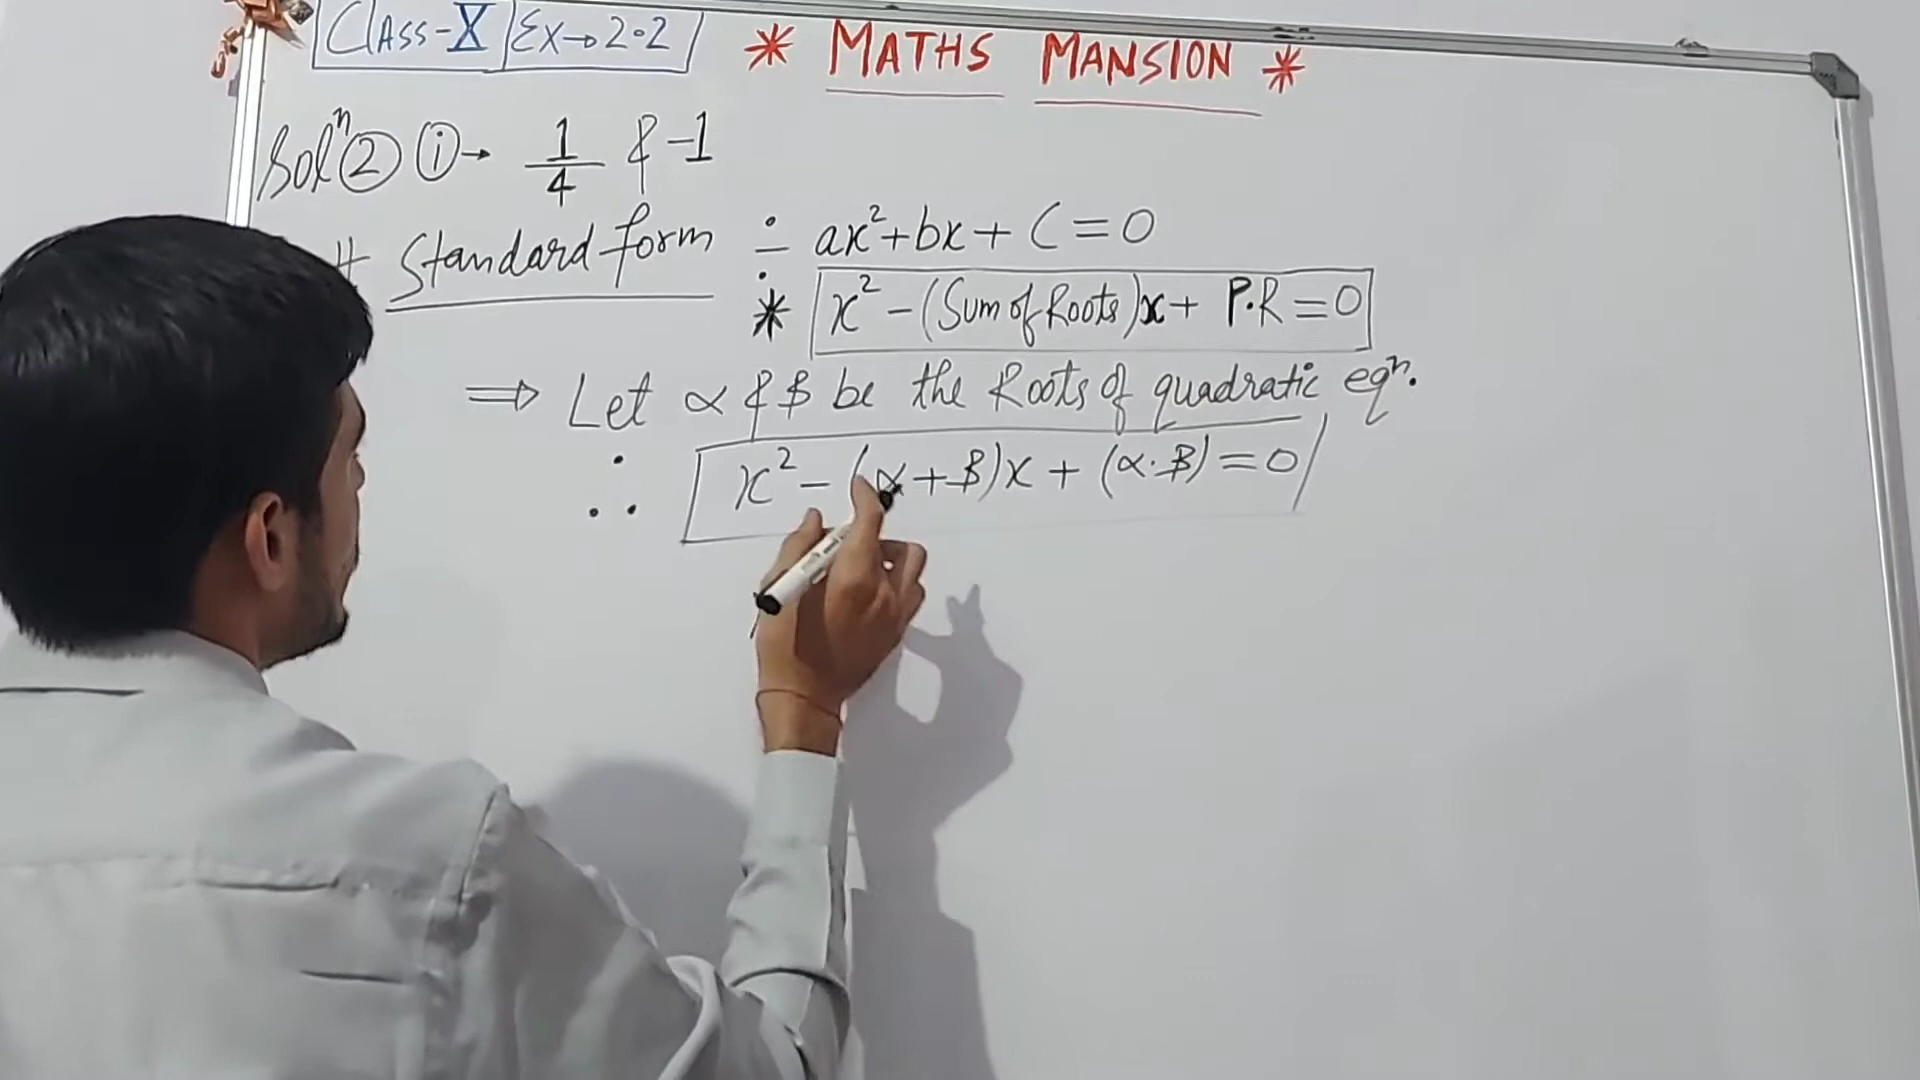 Class-X Ex→2.2 * MATHS MANSION *
Solⁿ ② ⓘ→ 1/4 & -1
# Standard form ÷ ax²+bx+C=0
* x²-(Sum of Roots)x+ P.R=0
⇒ Let α & β be the Roots of quadratic eqⁿ.
∴ x²-(α+β)x+(α.β)=0